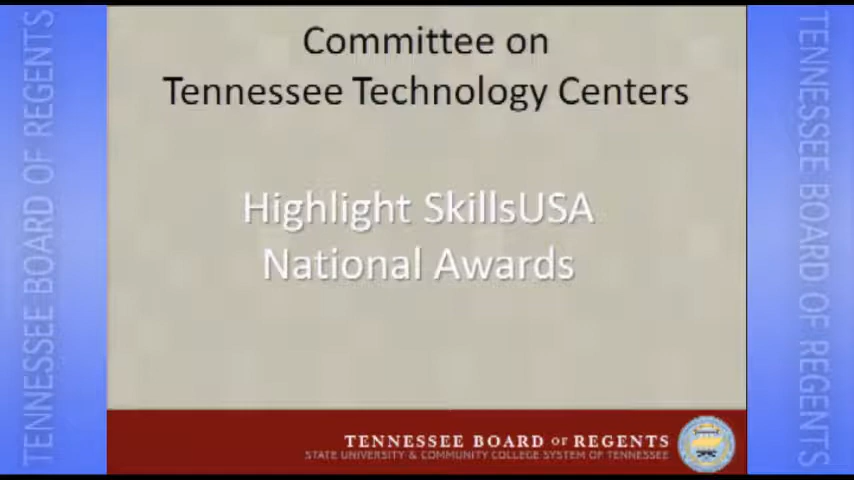 TENNESSEE BOARD OF REGENTS
Committee on
Tennessee Technology Centers
Highlight SkillsUSA
National Awards
TENNESSEE BOARD OF REGENTS
STATE UNIVERSITY & COMMUNITY COLLEGE SYSTEM OF TENNESSEE
TENNESSEE BOARD OF REGENTS